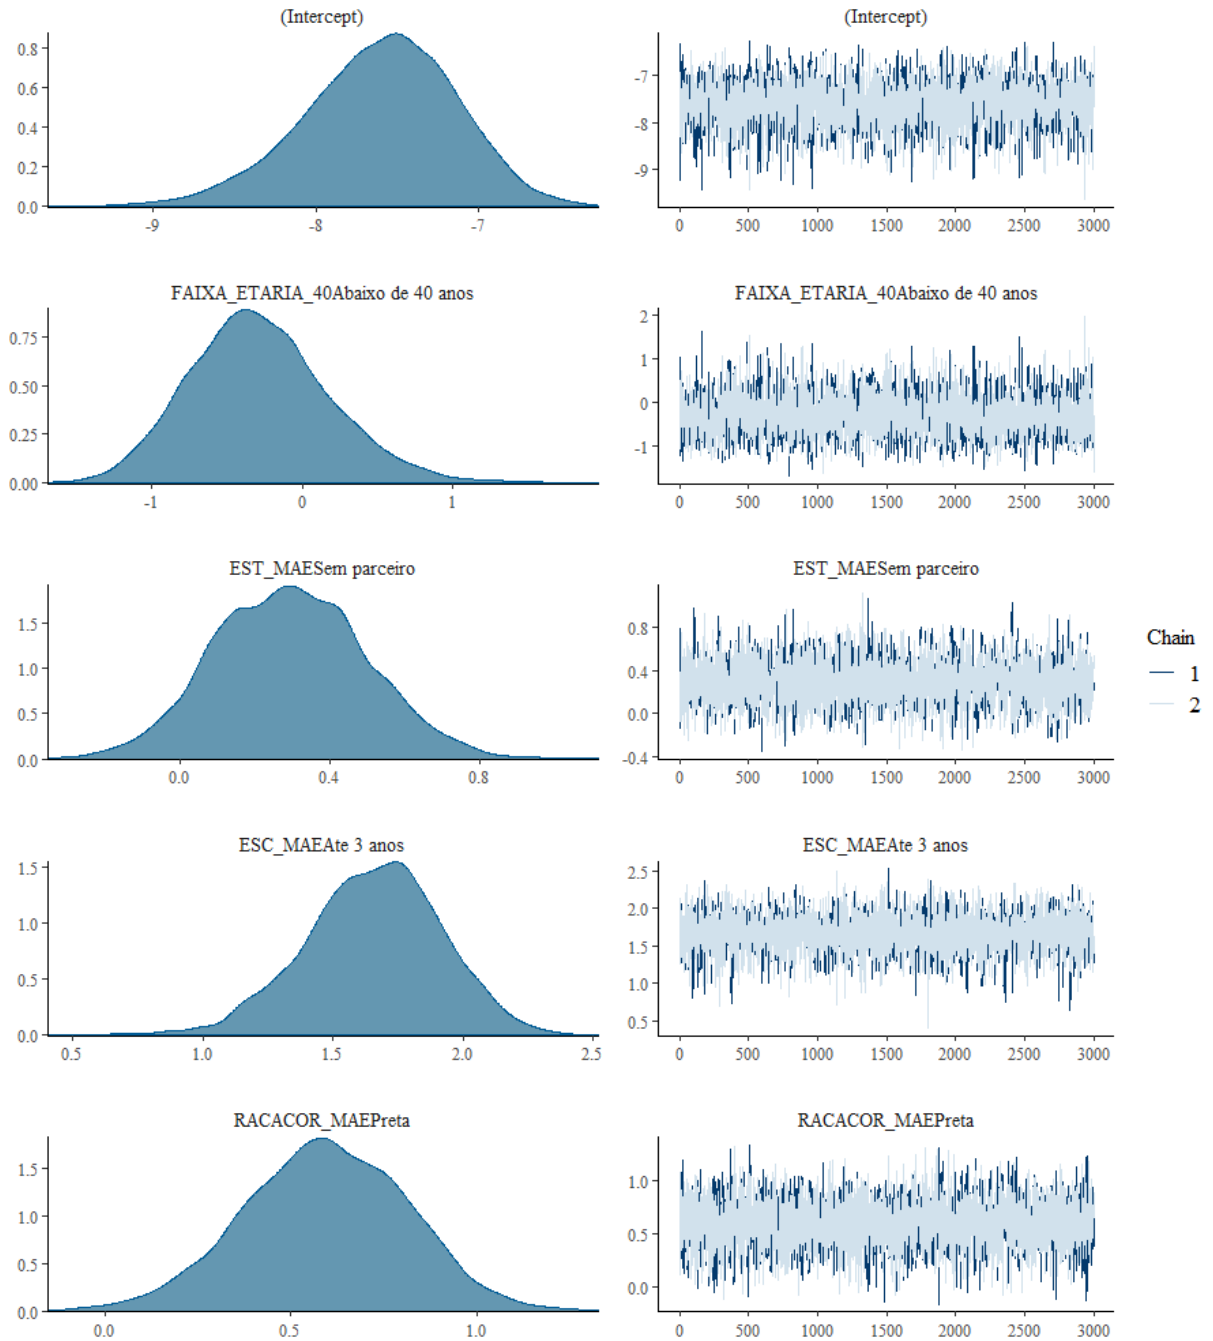 (Intercept)
0.8
0.6
0.4
0.2
0.0
-9 -8 -7
(Intercept)
-7
-8
-9
0 500 1000 1500 2000 2500 3000
FAIXA_ETARIA_40Abaixo de 40 anos
0.75
0.50
0.25
0.00
-1 0 1
FAIXA_ETARIA_40Abaixo de 40 anos
2
1
0
-1
0 500 1000 1500 2000 2500 3000
EST_MAESem parceiro
1.5
1.0
0.5
0.0
0.0 0.4 0.8
EST_MAESem parceiro
0.8
0.4
0.0
-0.4
0 500 1000 1500 2000 2500 3000
ESC_MAEAte 3 anos
1.5
1.0
0.5
0.0
0.5 1.0 1.5 2.0 2.5
ESC_MAEAte 3 anos
2.5
2.0
1.5
1.0
0.5
0 500 1000 1500 2000 2500 3000
RACACOR_MAEPreta
1.5
1.0
0.5
0.0
0.0 0.5 1.0
RACACOR_MAEPreta
1.0
0.5
0.0
0 500 1000 1500 2000 2500 3000
Chain
1
2